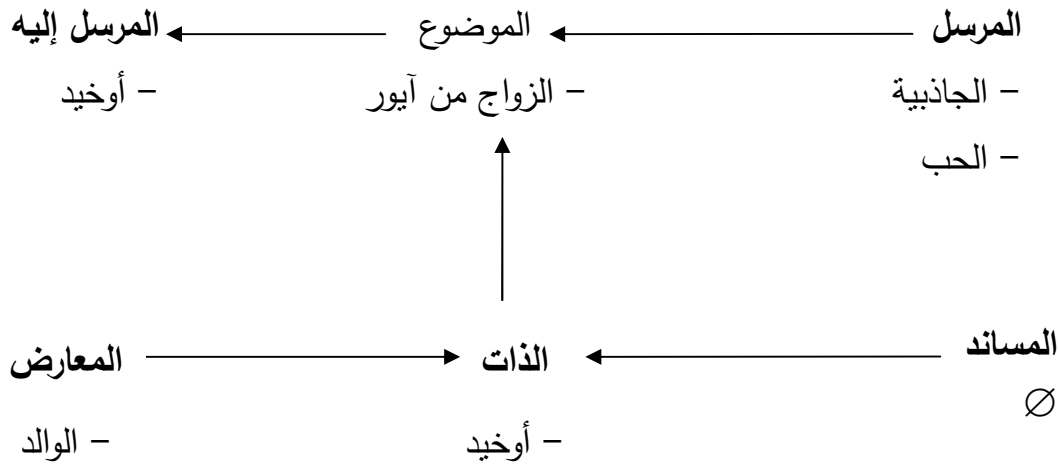 المرسل الموضوع المرسل إليه
– الجاذبية – الزواج من آيور – أوخيد
– الحب
المساند الذات المعارض
∅
– أوخيد – الوالد